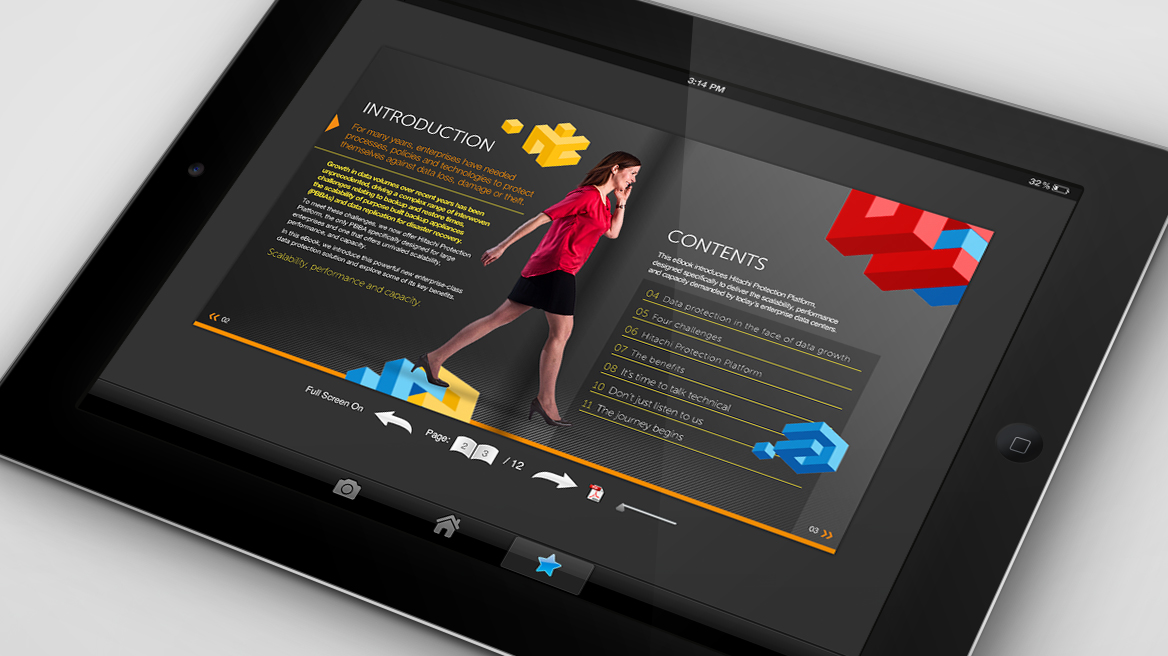 3:14 PM
32 %
INTRODUCTION
For many years, enterprises have needed
processes, policies and technologies to protect
themselves against data loss, damage or theft.
Growth in data volumes over recent years has been
unprecedented, driving a complex range of interwoven
challenges relating to backup and restore times,
the scalability of purpose built backup appliances
(PBBAs) and data replication for disaster recovery.
To meet these challenges, we now offer Hitachi Protection
Platform, the only PBBA specifically designed for large
enterprises and one that offers unrivaled scalability,
performance, and capacity.
In this eBook, we introduce this powerful new enterprise-class
data protection solution and explore some of its key benefits.
Scalability, performance and capacity.
02
CONTENTS
This eBook introduces Hitachi Protection Platform,
designed specifically to deliver the scalability, performance
and capacity demanded by today's enterprise data centers.
04 Data protection in the face of data growth
05 Four challenges
06 Hitachi Protection Platform
07 The benefits
08 It's time to talk technical
10 Don't just listen to us
11 The journey begins
03
Full Screen On
Page: 2 3 / 12